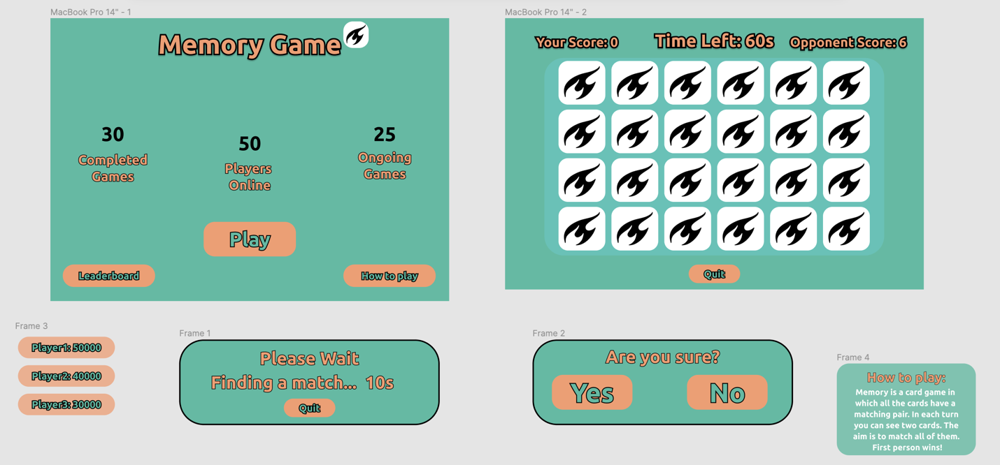 MacBook Pro 14" - 1
Memory Game
30
Completed
Games
50
Players
Online
25
Ongoing
Games
Play
Leaderboard
How to play
MacBook Pro 14" - 2
Your Score: 0
Time Left: 60s
Opponent Score: 6
Quit
Frame 3
Player1: 50000
Player2: 40000
Player3: 30000
Frame 1
Please Wait
Finding a match... 10s
Quit
Frame 2
Are you sure?
Yes
No
Frame 4
How to play:
Memory is a card game in
which all the cards have a
matching pair. In each turn
you can see two cards. The
aim is to match all of them.
First person wins!